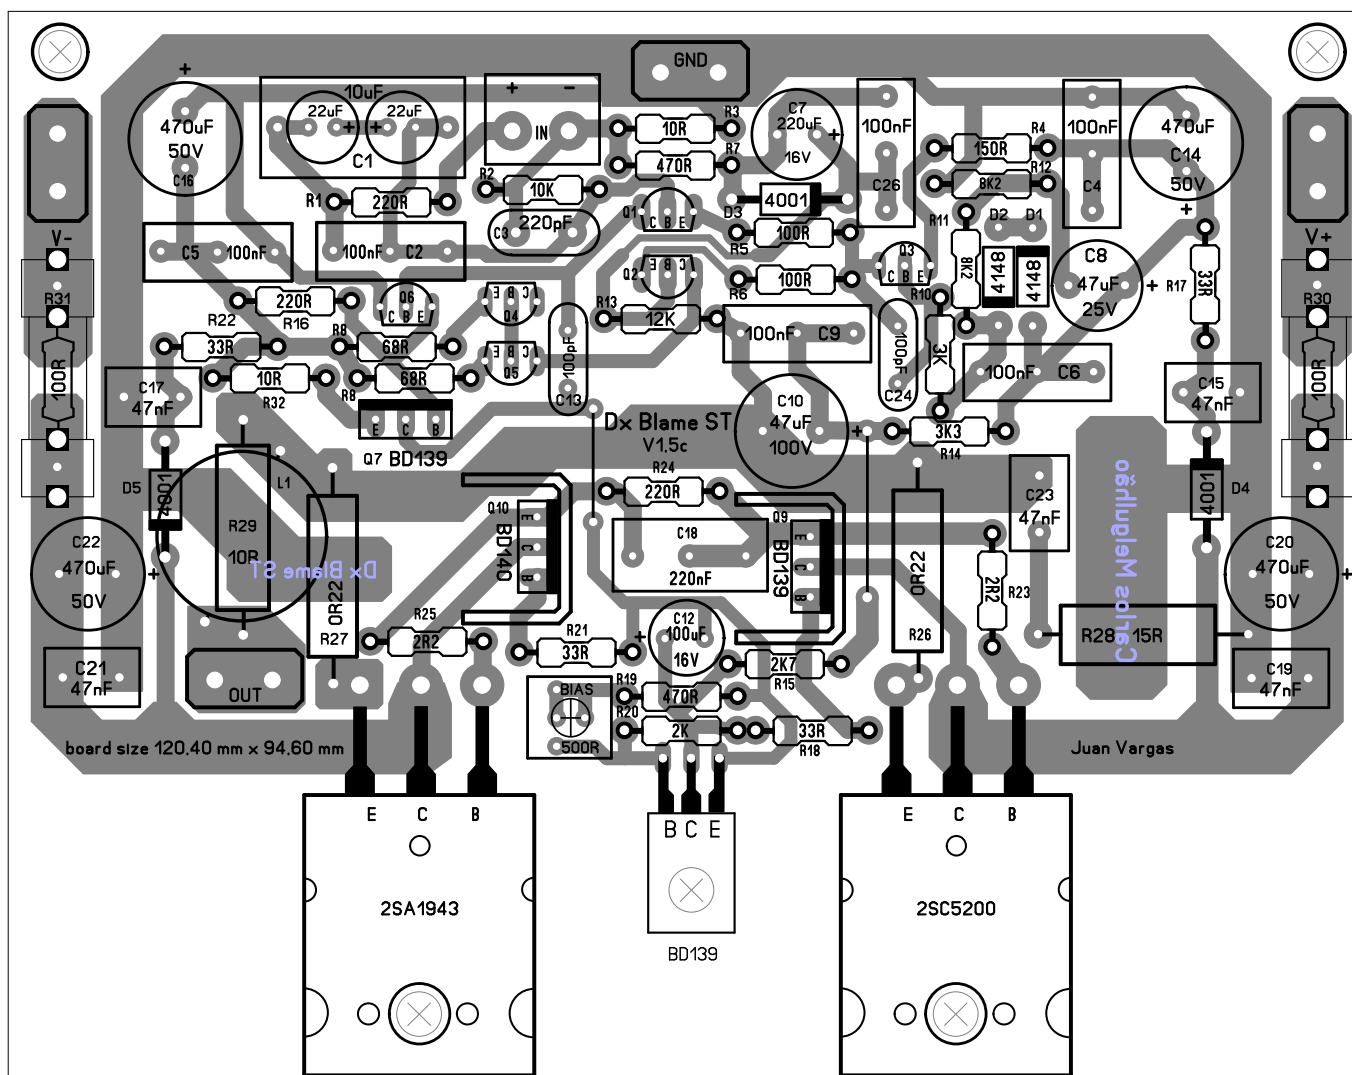 GND
+
470uF
50V
C16
10uF
22uF
22uF
+
+
C1
+
-
IN
R3
10R
R7
470R
C7
220uF
+
16V
100nF
C26
R4
150R
R12
8K2
100nF
C4
470uF
C14
50V
+
R1
220R
R2
10K
C3
220pF
Q1
C B E
D3
4001
R5
100R
R11
8K2
D2
D1
4148
4148
V-
C5
100nF
100nF
C2
Q2
E B C
R6
100R
Q3
C B E
C8
47uF
25V
+
R17
33R
V+
R31
100R
220R
R16
Q6
C B E
E B C
Q4
R13
12K
R10
3K
R30
100R
R22
33R
R8
68R
E B C
Q5
100pF
C13
100nF
C9
100pF
C24
100nF
C6
10R
R32
68R
R8
C17
47nF
C15
47nF
E C B
Q7 BD139
Dx Blame ST
V1.5c
C10
47uF
100V
+
3K3
R14
D5
4001
L1
R29
10R
Dx Blame ST
0R22
R27
Q10
E
C
B
BD140
R24
220R
C18
220nF
Q9
E
C
B
BD139
0R22
R26
C23
47nF
2R2
R23
Carlos Mergulhão
4001
D4
C22
470uF
50V
+
C20
470uF
50V
+
R25
2R2
R21
33R
C12
100uF
16V
+
2K7
R15
R28
15R
C21
47nF
OUT
BIAS
500R
R19
470R
R20
2K
33R
R18
C19
47nF
board size 120.40 mm x 94.60 mm
Juan Vargas
E C B
2SA1943
B C E
BD139
E C B
2SC5200